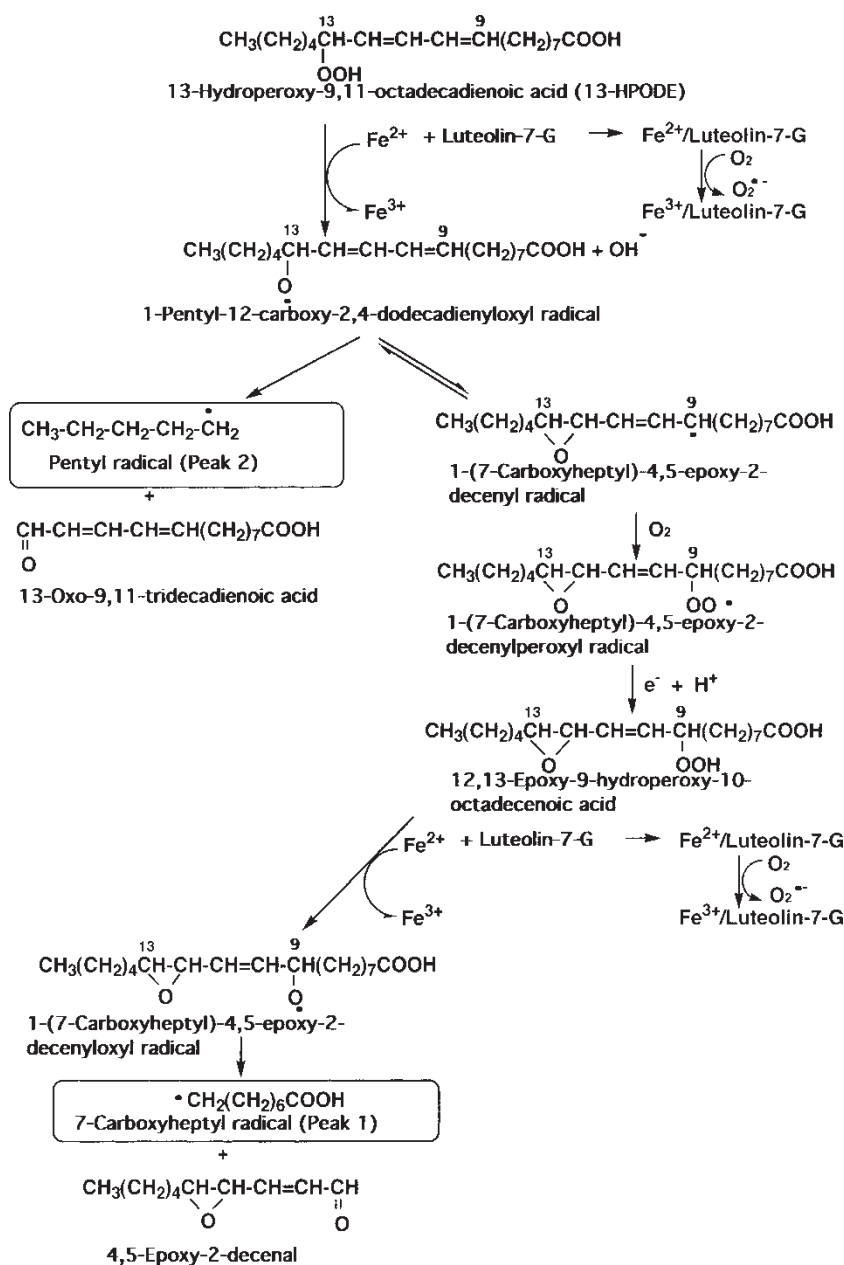 13 9
CH3(CH2)4CH-CH=CH-CH=CH(CH2)7COOH
OOH
13-Hydroperoxy-9,11-octadecadienoic acid (13-HPODE)
Fe2+ + Luteolin-7-G → Fe2+/Luteolin-7-G
O2
O2•-
Fe3+ Fe3+/Luteolin-7-G
13 9
CH3(CH2)4CH-CH=CH-CH=CH(CH2)7COOH + OH-
O•
1-Pentyl-12-carboxy-2,4-dodecadienyloxyl radical
CH3-CH2-CH2-CH2-CH2•
Pentyl radical (Peak 2)
+
CH-CH=CH-CH=CH(CH2)7COOH
O
13-Oxo-9,11-tridecadienoic acid
13 9
CH3(CH2)4CH-CH-CH=CH-CH(CH2)7COOH
O •
1-(7-Carboxyheptyl)-4,5-epoxy-2-
decenyl radical
O2
13 9
CH3(CH2)4CH-CH-CH=CH-CH(CH2)7COOH
O OO•
1-(7-Carboxyheptyl)-4,5-epoxy-2-
decenylperoxyl radical
e- + H+
13 9
CH3(CH2)4CH-CH-CH=CH-CH(CH2)7COOH
O OOH
12,13-Epoxy-9-hydroperoxy-10-
octadecenoic acid
Fe2+ + Luteolin-7-G → Fe2+/Luteolin-7-G
O2
O2•-
Fe3+ Fe3+/Luteolin-7-G
13 9
CH3(CH2)4CH-CH-CH=CH-CH(CH2)7COOH
O O•
1-(7-Carboxyheptyl)-4,5-epoxy-2-
decenyloxyl radical
•CH2(CH2)6COOH
7-Carboxyheptyl radical (Peak 1)
+
CH3(CH2)4CH-CH-CH=CH-CH
O O
4,5-Epoxy-2-decenal